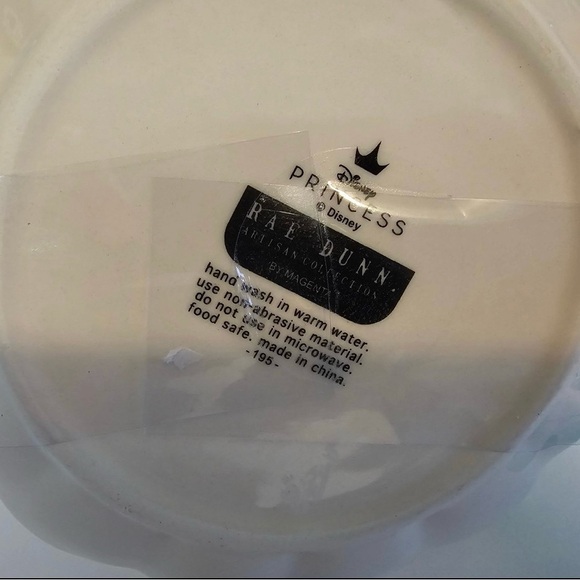 Disney
PRINCESS
© Disney
RAE DUNN.
ARTISAN COLLECTION
BY MAGENTA
hand wash in warm water.
use non-abrasive material.
do not use in microwave.
food safe. made in china.
-195-